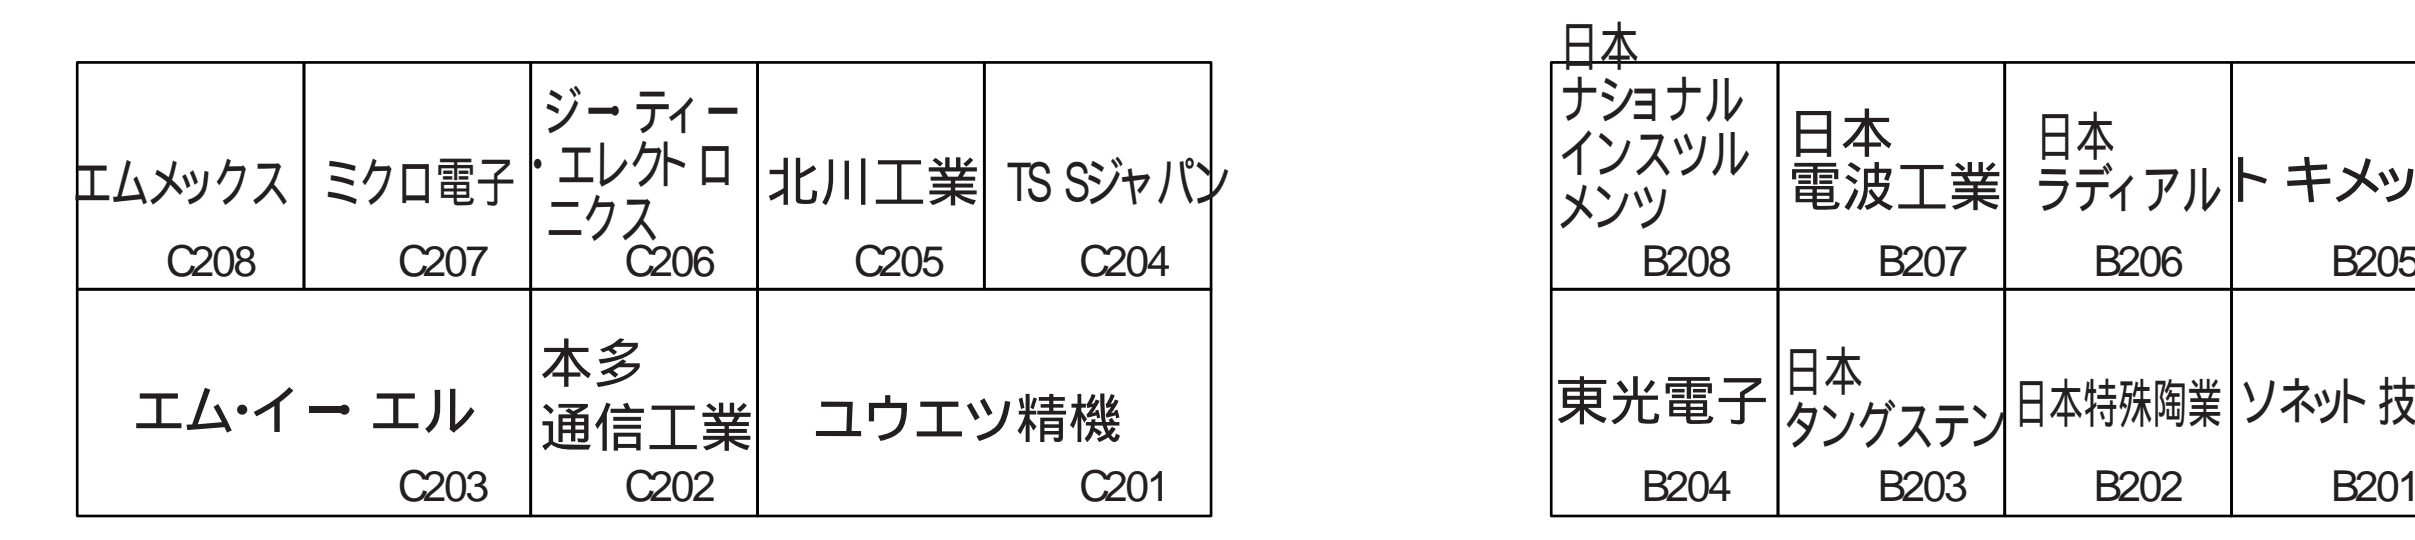 エムメックス
C208
ミクロ電子
C207
ジー・ティー
・エレクトロ
ニクス
C206
北川工業
C205
TSSジャパン
C204
エム・イー・エル
C203
本多
通信工業
C202
ユウエツ精機
C201
日本
ナショナル
インスツル
メンツ
B208
日本
電波工業
B207
日本
ラディアル
B206
トキメッ
B205
東光電子
B204
日本
タングステン
B203
日本特殊陶業
B202
ソネット技
B201